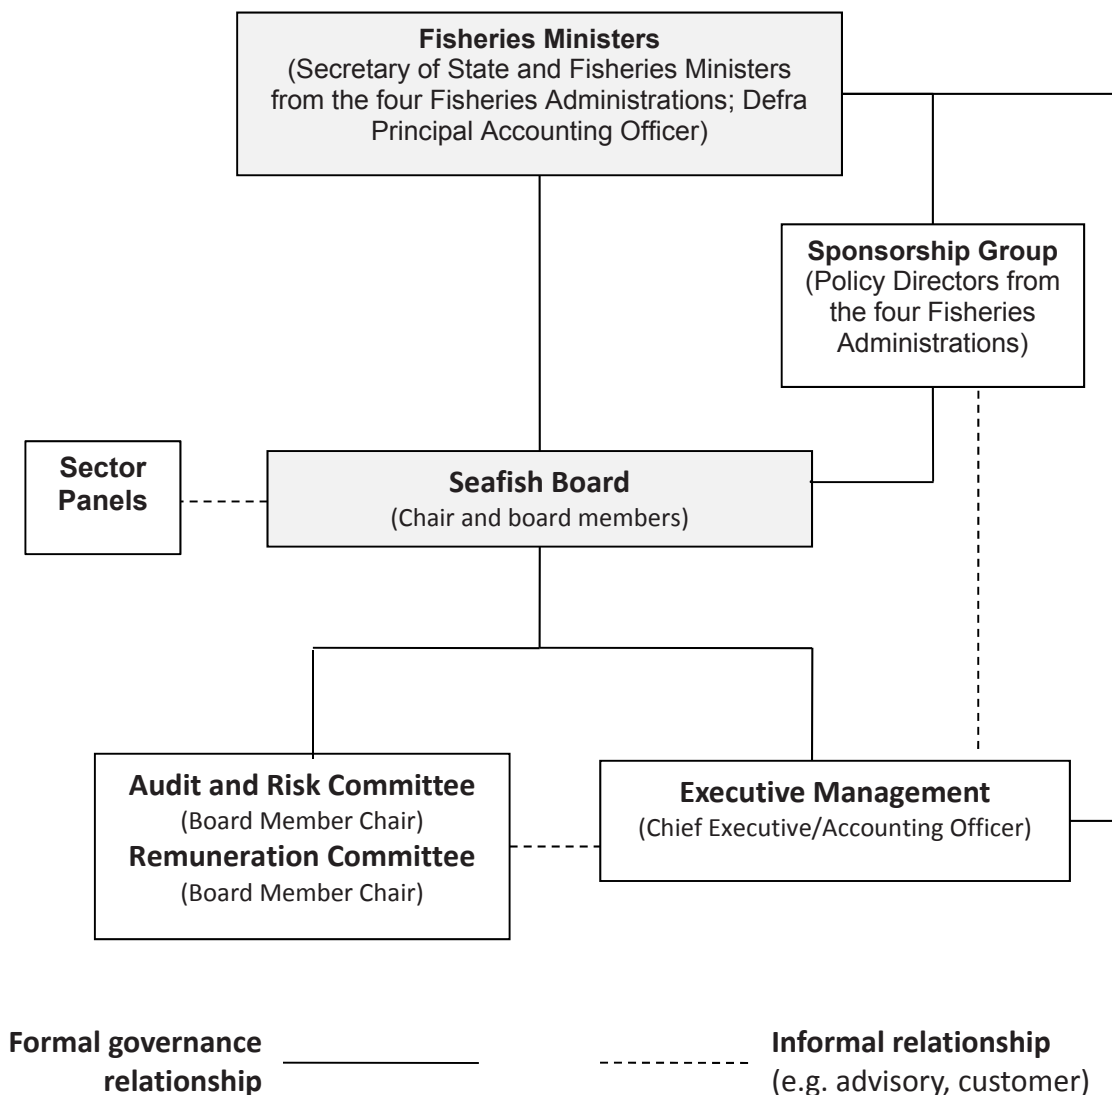 Fisheries Ministers
(Secretary of State and Fisheries Ministers
from the four Fisheries Administrations; Defra
Principal Accounting Officer)
Sponsorship Group
(Policy Directors from
the four Fisheries
Administrations)
Sector
Panels
Seafish Board
(Chair and board members)
Audit and Risk Committee
(Board Member Chair)
Remuneration Committee
(Board Member Chair)
Executive Management
(Chief Executive/Accounting Officer)
Formal governance
relationship
Informal relationship
(e.g. advisory, customer)